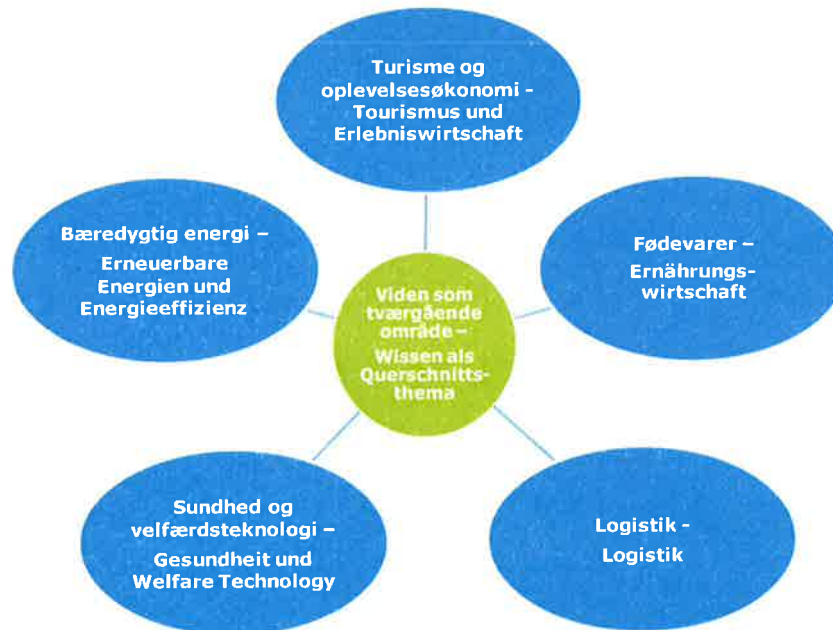 Turisme og
oplevelsesøkonomi -
Tourismus und
Erlebniswirtschaft
Bæredygtig energi –
Erneuerbare
Energien und
Energieeffizienz
Fødevarer –
Ernährungs-
wirtschaft
Viden som
tværgående
område –
Wissen als
Querschnitts-
thema
Sundhed og
velfærdsteknologi –
Gesundheit und
Welfare Technology
Logistik -
Logistik